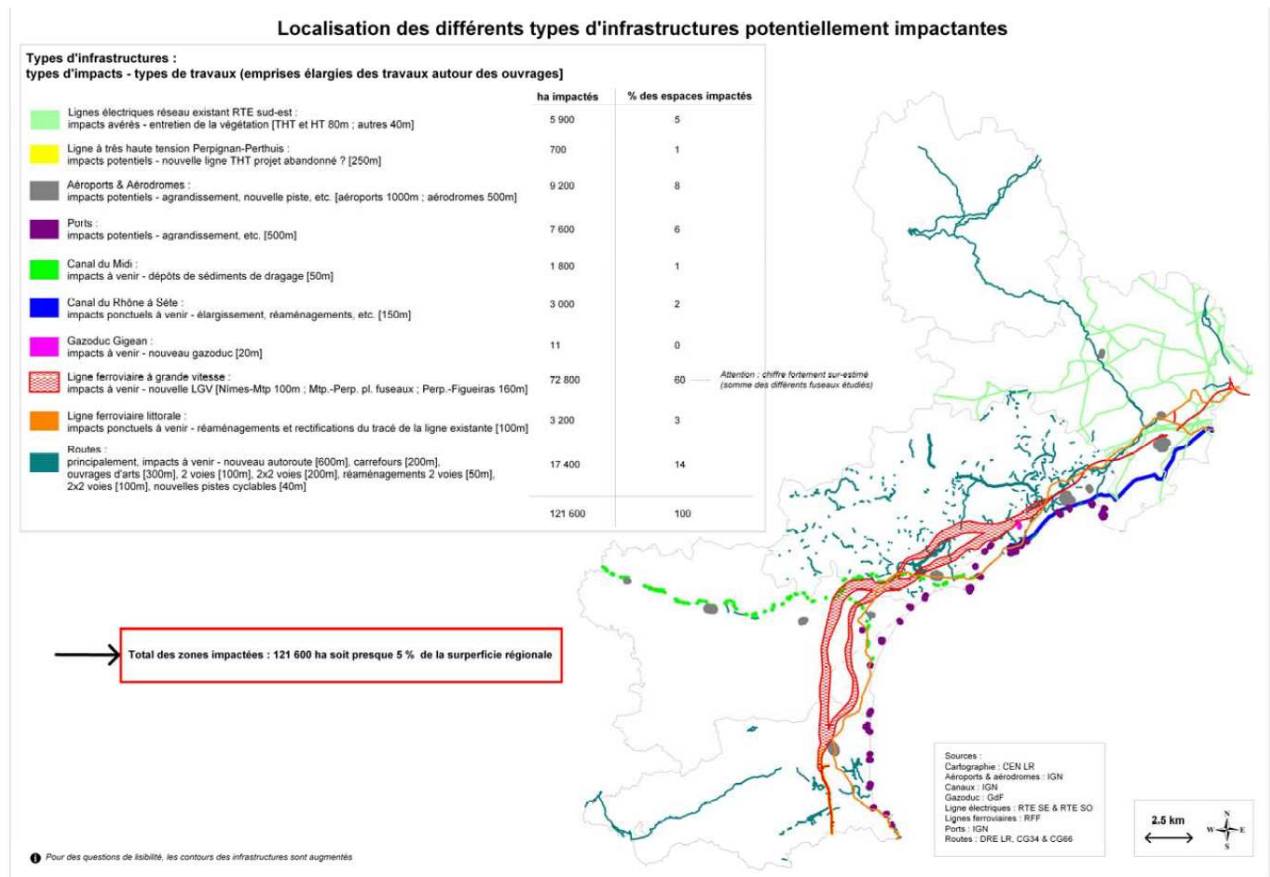 Localisation des différents types d'infrastructures potentiellement impactantes
Types d'infrastructures :
types d'impacts - types de travaux (emprises élargies des travaux autour des ouvrages]
ha impactés
% des espaces impactés
Lignes électriques réseau existant RTE sud-est :
impacts avérés - entretien de la végétation [THT et HT 80m ; autres 40m]
5 900
5
Ligne à très haute tension Perpignan-Perthuis :
impacts potentiels - nouvelle ligne THT projet abandonné ? [250m]
700
1
Aéroports & Aérodromes :
impacts potentiels - agrandissement, nouvelle piste, etc. [aéroports 1000m ; aérodromes 500m]
9 200
8
Ports :
impacts potentiels - agrandissement, etc. [500m]
7 600
6
Canal du Midi :
impacts à venir - dépôts de sédiments de dragage [50m]
1 800
1
Canal du Rhône à Sète :
impacts ponctuels à venir - élargissement, réaménagements, etc. [150m]
3 000
2
Gazoduc Gigean :
impacts à venir - nouveau gazoduc [20m]
11
0
Ligne ferroviaire à grande vitesse :
impacts à venir - nouvelle LGV [Nîmes-Mtp 100m ; Mtp.-Perp. pl. fuseaux ; Perp.-Figueiras 160m]
72 800
60
Attention : chiffre fortement sur-estimé
(somme des différents fuseaux étudiés)
Ligne ferroviaire littorale :
impacts ponctuels à venir - réaménagements et rectifications du tracé de la ligne existante [100m]
3 200
3
Routes :
principalement, impacts à venir - nouveau autoroute [600m], carrefours [200m],
ouvrages d'arts [300m], 2 voies [100m], 2x2 voies [200m], réaménagements 2 voies [50m],
2x2 voies [100m], nouvelles pistes cyclables [40m]
17 400
14
121 600
100
Total des zones impactées : 121 600 ha soit presque 5 % de la surperficie régionale
Sources :
Cartographie : CEN LR
Aéroports & aérodromes : IGN
Canaux : IGN
Gazoduc : GdF
Ligne électriques : RTE SE & RTE SO
Lignes ferroviaires : RFF
Ports : IGN
Routes : DRE LR, CG34 & CG66
2.5 km
N
W
E
S
Pour des questions de lisibilité, les contours des infrastructures sont augmentés